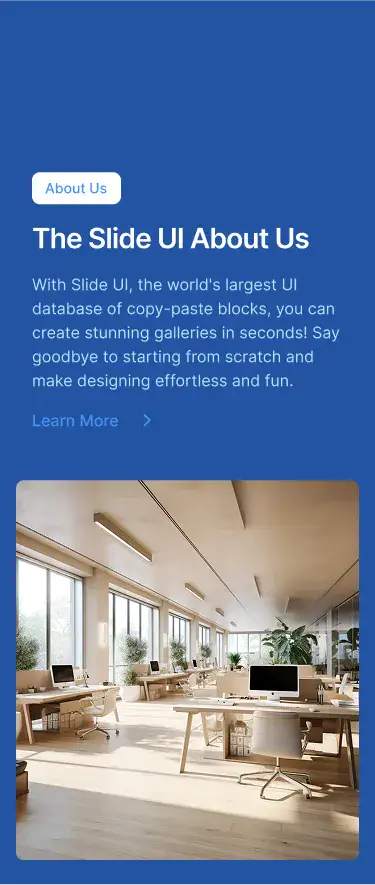 About Us
The Slide UI About Us
With Slide UI, the world's largest UI
database of copy-paste blocks, you can
create stunning galleries in seconds! Say
goodbye to starting from scratch and
make designing effortless and fun.
Learn More